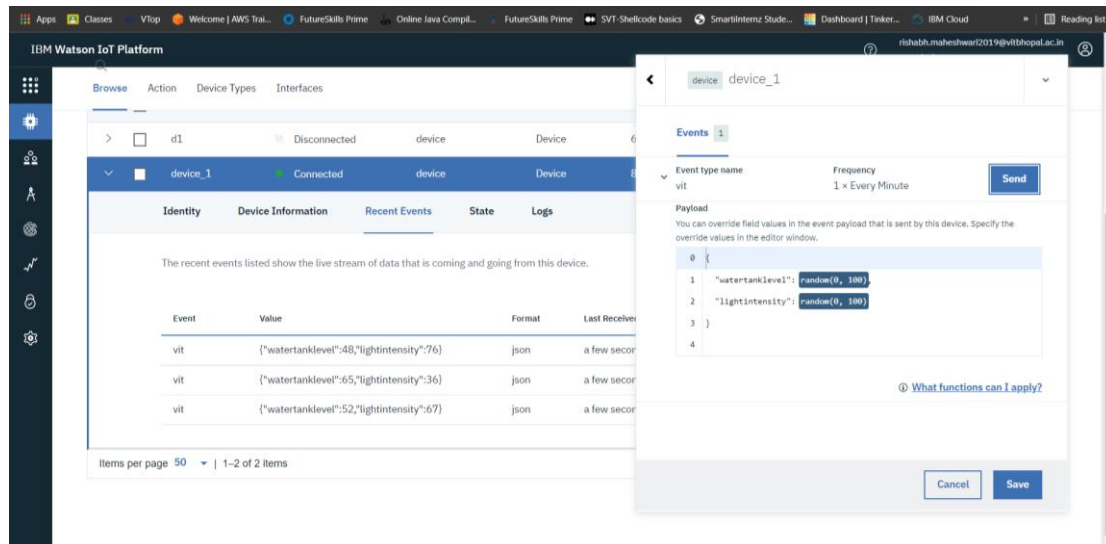 Apps Classes VTop Welcome | AWS Trai... FutureSkills Prime Online Java Compil... FutureSkills Prime SVT-Shellcode basics SmartiInternz Stude... Dashboard | Tinker... IBM Cloud » Reading list
IBM Watson IoT Platform
rishabh.maheshwari2019@vitbhopal.ac.in
Browse Action Device Types Interfaces
d1 Disconnected device Device 6
device_1 Connected device Device 8
Identity Device Information Recent Events State Logs
The recent events listed show the live stream of data that is coming and going from this device.
Event Value Format Last Receive
vit {"watertanklevel":48,"lightintensity":76} json a few secon
vit {"watertanklevel":65,"lightintensity":36} json a few secon
vit {"watertanklevel":52,"lightintensity":67} json a few secon
Items per page 50 | 1–2 of 2 items
device device_1
Events 1
Event type name Frequency
vit 1 × Every Minute
Send
Payload
You can override field values in the event payload that is sent by this device. Specify the
override values in the editor window.
0 {
1 "watertanklevel": random(0, 100),
2 "lightintensity": random(0, 100)
3 }
4
What functions can I apply?
Cancel Save